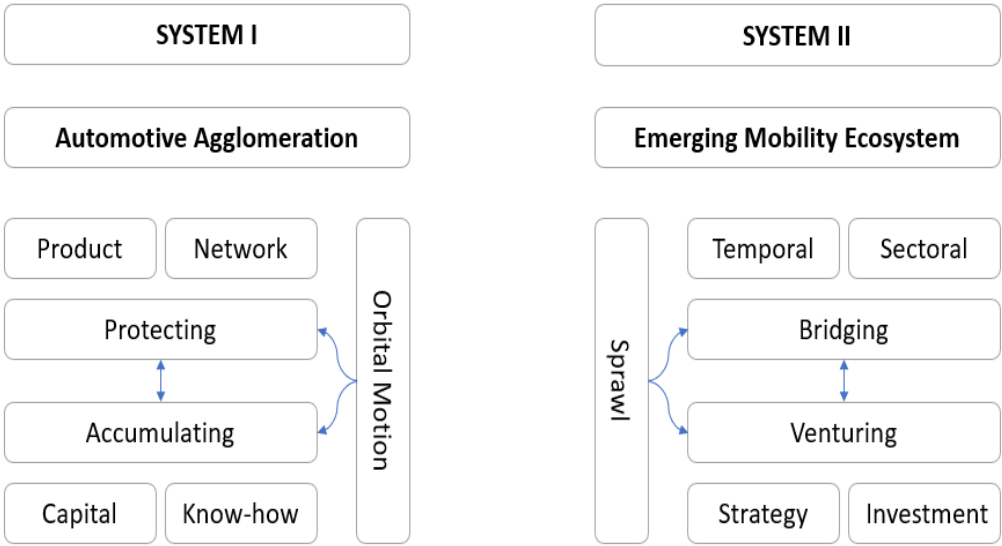 SYSTEM I
Automotive Agglomeration
Product
Network
Protecting
Accumulating
Capital
Know-how
Orbital Motion
SYSTEM II
Emerging Mobility Ecosystem
Sprawl
Temporal
Sectoral
Bridging
Venturing
Strategy
Investment